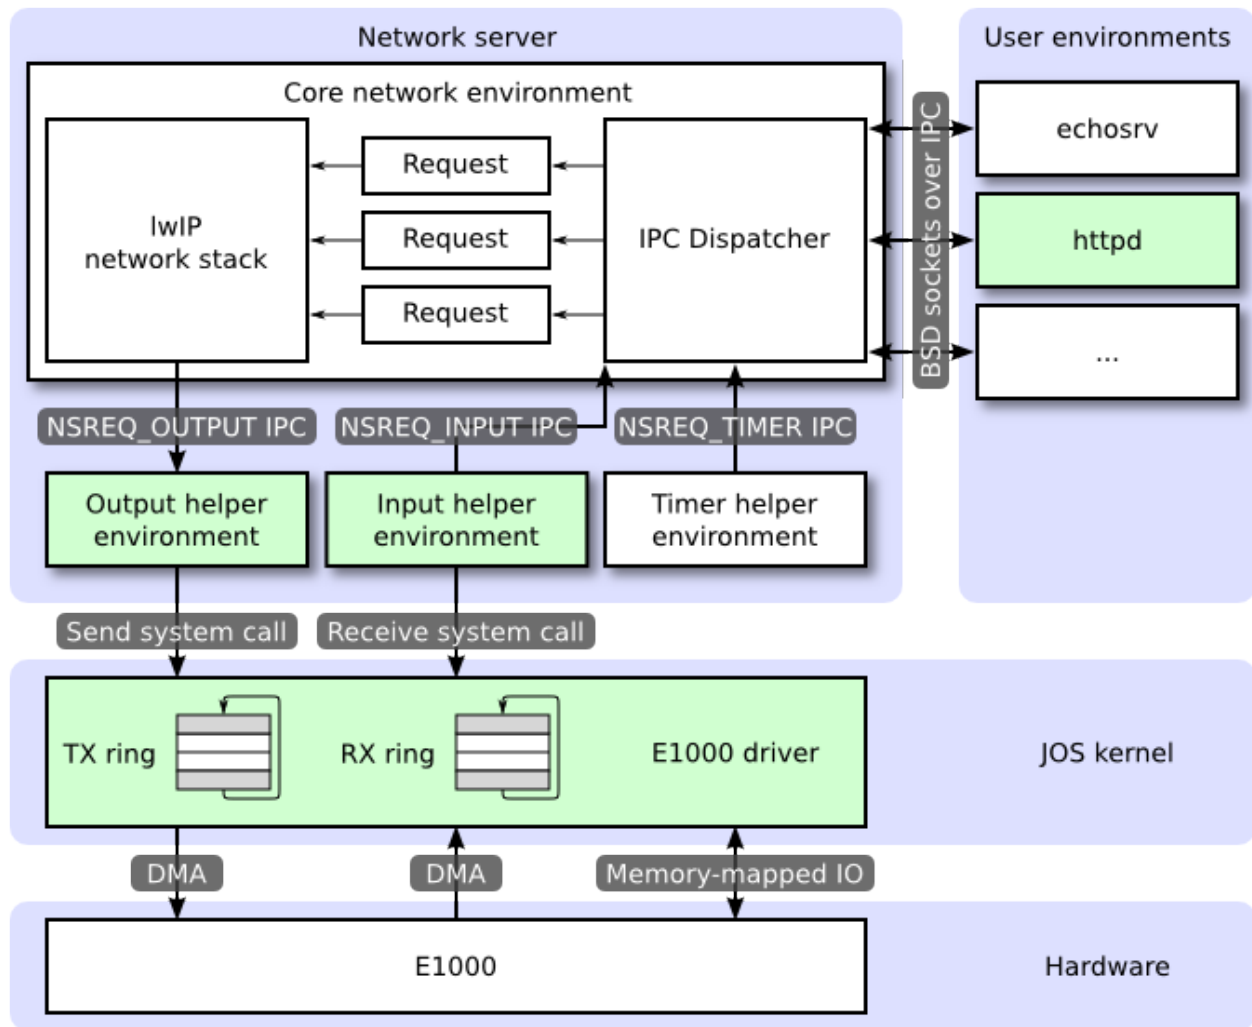 Network server
User environments
Core network environment
lwIP
network stack
Request
Request
Request
IPC Dispatcher
BSD sockets over IPC
echosrv
httpd
...
NSREQ_OUTPUT IPC
NSREQ_INPUT IPC
NSREQ_TIMER IPC
Output helper
environment
Input helper
environment
Timer helper
environment
Send system call
Receive system call
TX ring
RX ring
E1000 driver
JOS kernel
DMA
DMA
Memory-mapped IO
E1000
Hardware